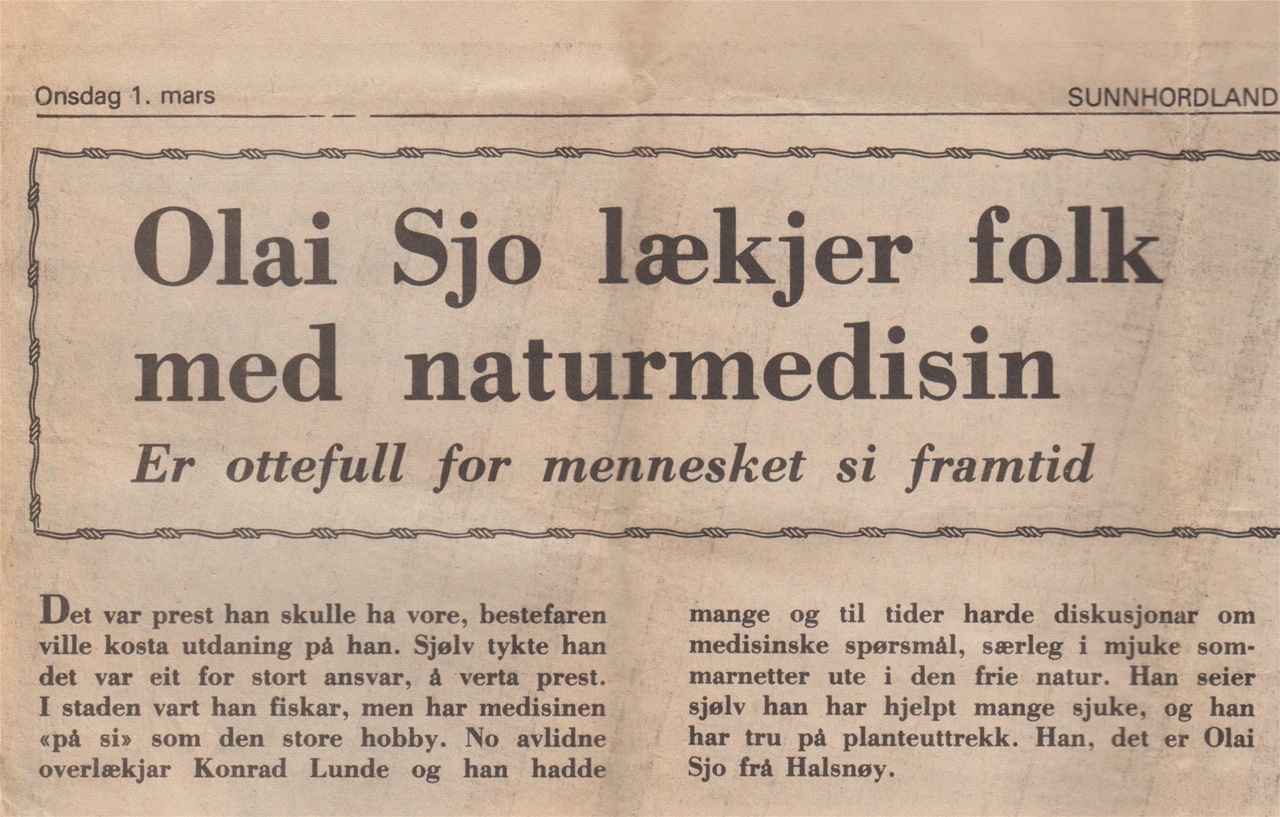 Onsdag 1. mars
SUNNHORDLAND
Olai Sjo lækjer folk
med naturmedisin
Er ottefull for mennesket si framtid
Det var prest han skulle ha vore, bestefaren
ville kosta utdaning på han. Sjølv tykte han
det var eit for stort ansvar, å verta prest.
I staden vart han fiskar, men har medisinen
«på si» som den store hobby. No avlidne
overlækjar Konrad Lunde og han hadde
mange og til tider harde diskusjonar om
medisinske spørsmål, særleg i mjuke som-
marnetter ute i den frie natur. Han seier
sjølv han har hjelpt mange sjuke, og han
har tru på planteuttrekk. Han, det er Olai
Sjo frå Halsnøy.